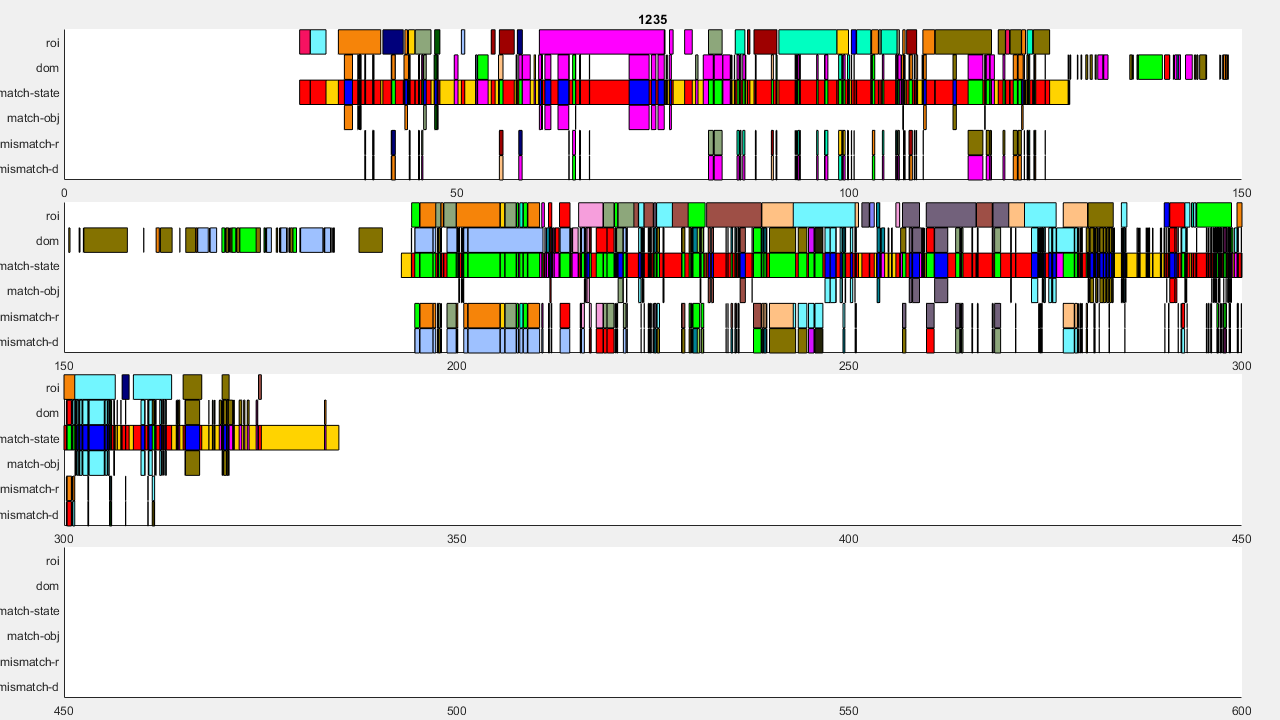 1235
roi
dom
match-state
match-obj
mismatch-r
mismatch-d
0 50 100 150
roi
dom
match-state
match-obj
mismatch-r
mismatch-d
150 200 250 300
roi
dom
match-state
match-obj
mismatch-r
mismatch-d
300 350 400 450
roi
dom
match-state
match-obj
mismatch-r
mismatch-d
450 500 550 600